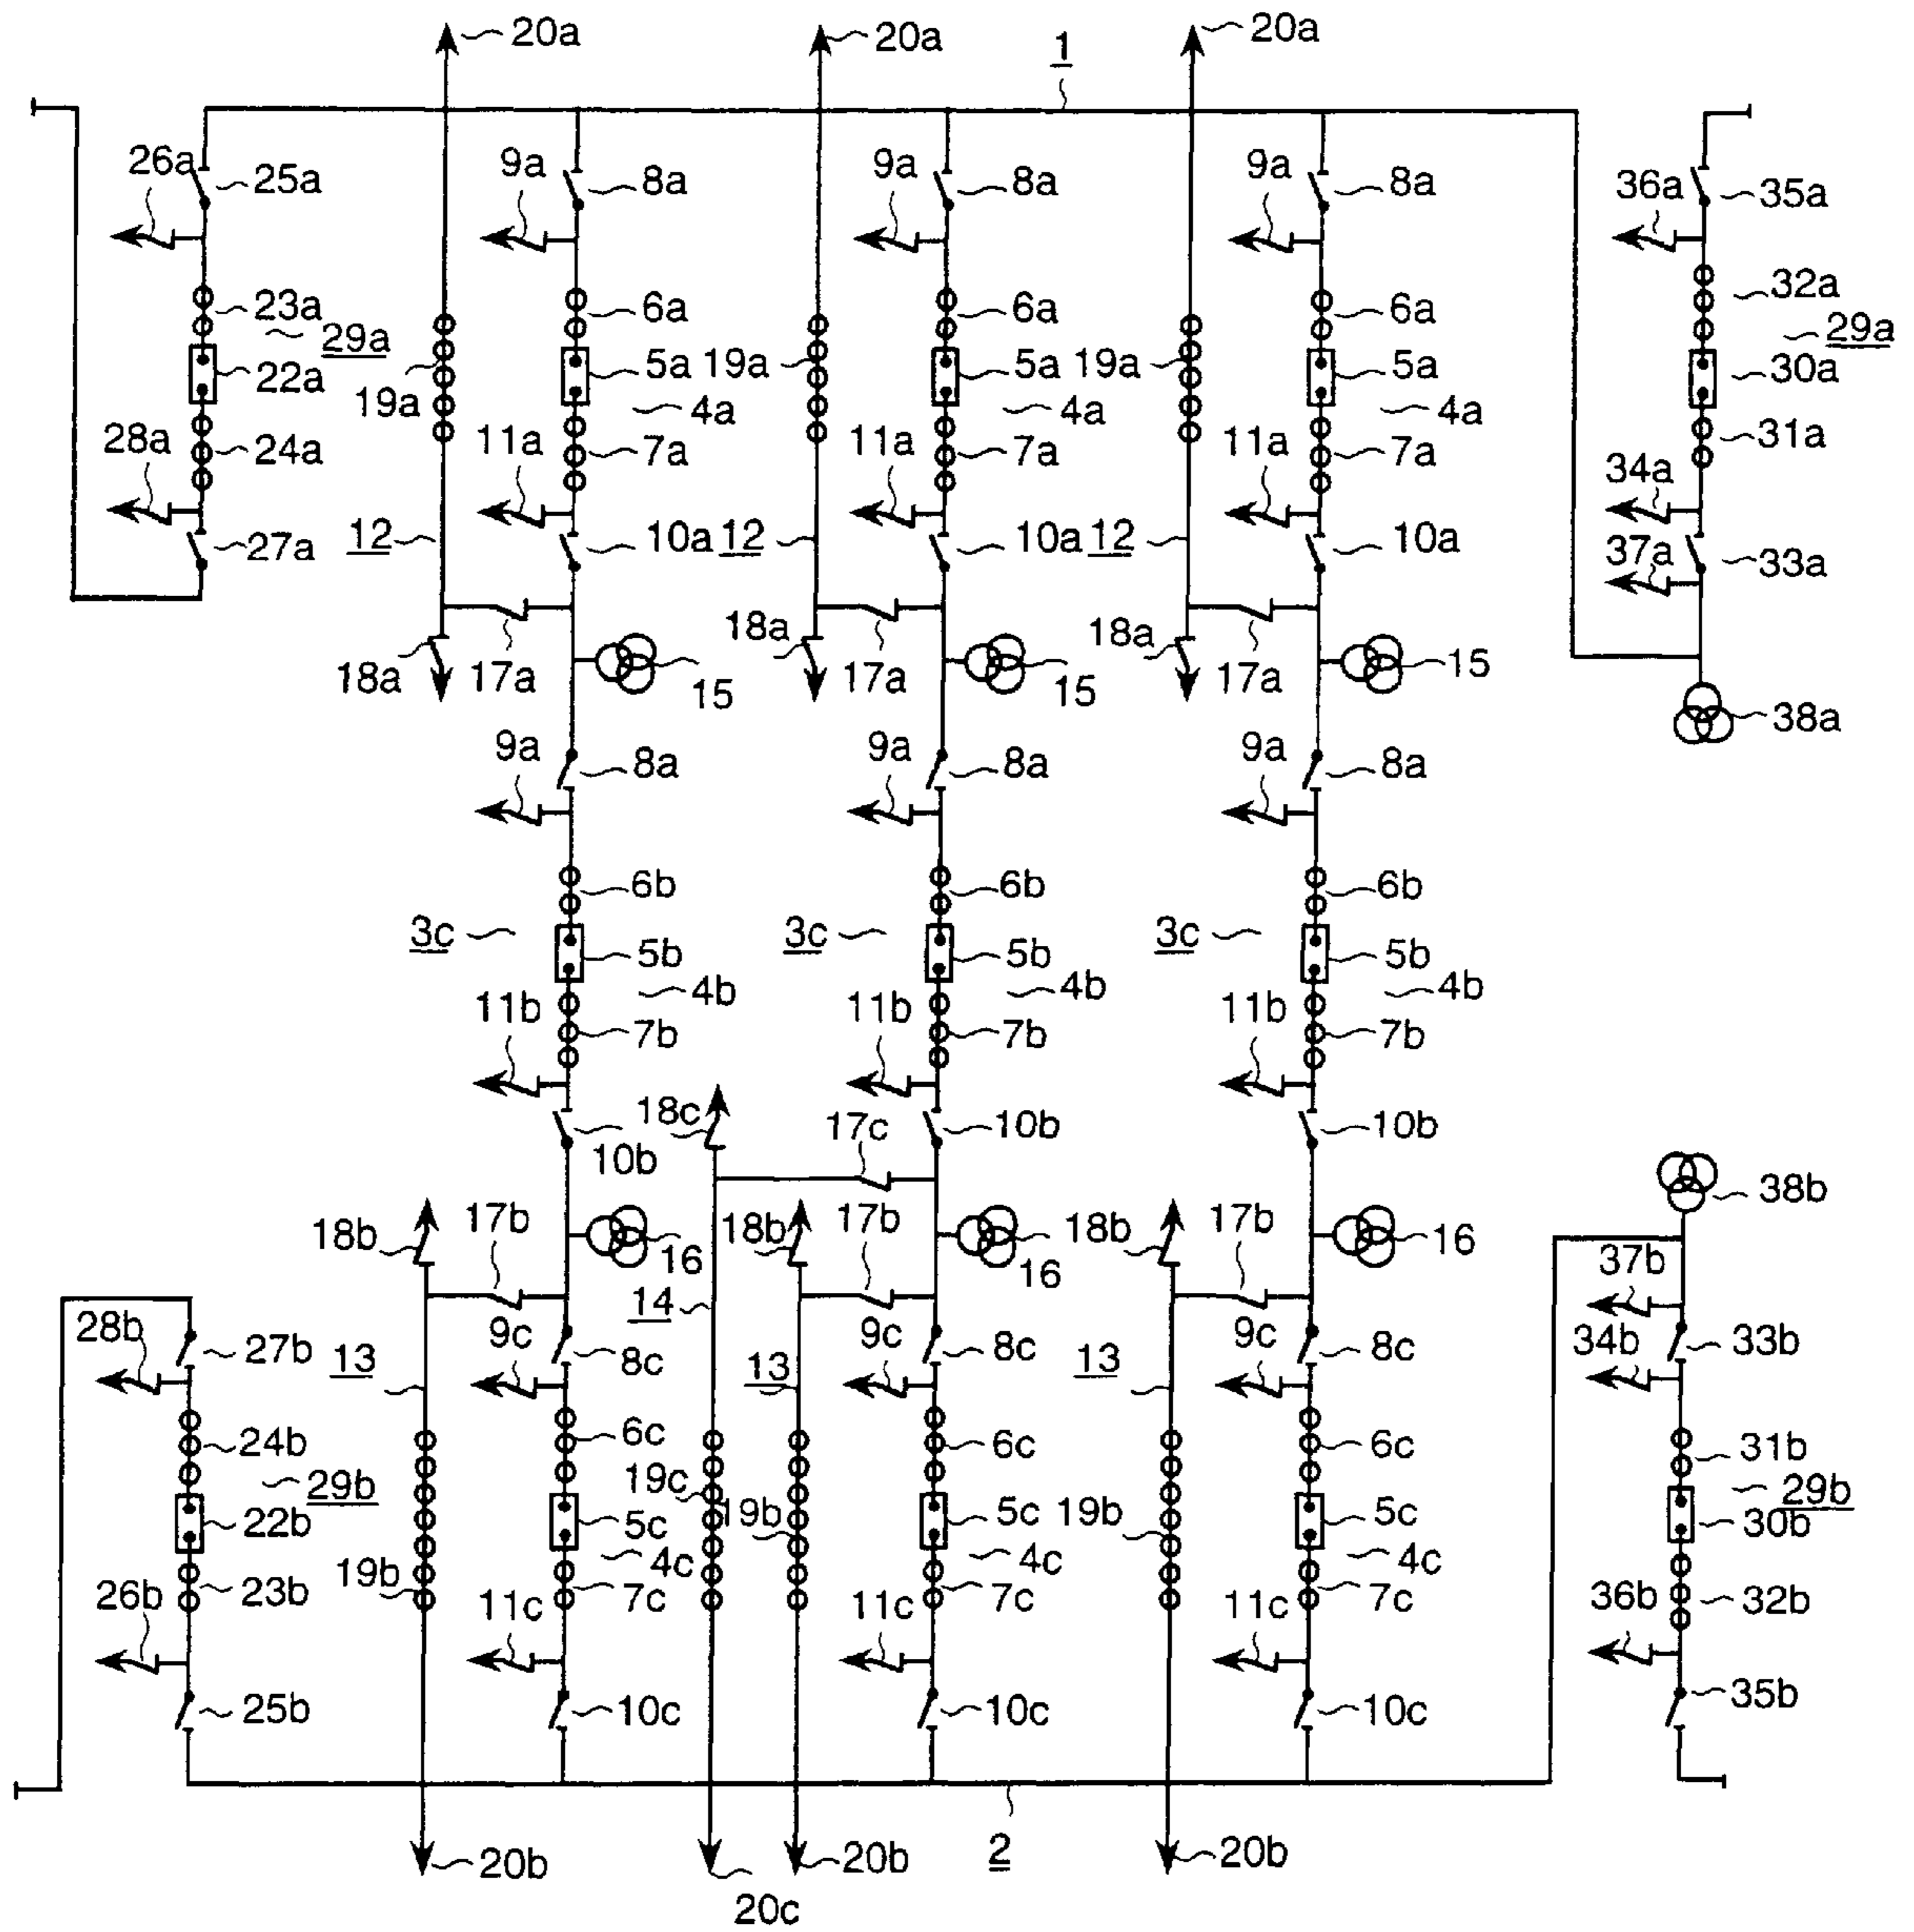 20a 20a 1 20a
26a 25a 9a 8a 9a 8a 9a 8a 36a 35a
23a 6a 6a 6a 32a
29a 29a
22a 19a 5a 19a 5a 19a 5a 30a
4a 4a 4a
28a 24a 11a 7a 11a 7a 11a 7a 31a
34a
27a 12 10a 12 10a 12 10a 37a 33a
18a 17a 15 18a 17a 15 18a 17a 15
38a
9a 8a 9a 8a 9a 8a
6b 6b 6b
3c 5b 3c 5b 3c 5b
4b 4b 4b
11b 7b 11b 7b 11b 7b
18c 17c
10b 10b 10b
38b
18b 17b 16 18b 17b 16 18b 17b 16
14 37b
28b 27b 13 9c 8c 13 9c 8c 13 9c 8c 34b 33b
24b 6c 6c 6c 31b
19c
29b 29b
22b 5c 19b 5c 19b 5c 30b
4c 4c 4c
26b 23b 19b 11c 7c 11c 7c 11c 7c 36b 32b
25b 10c 10c 10c 35b
20b 20b 2 20b
20c